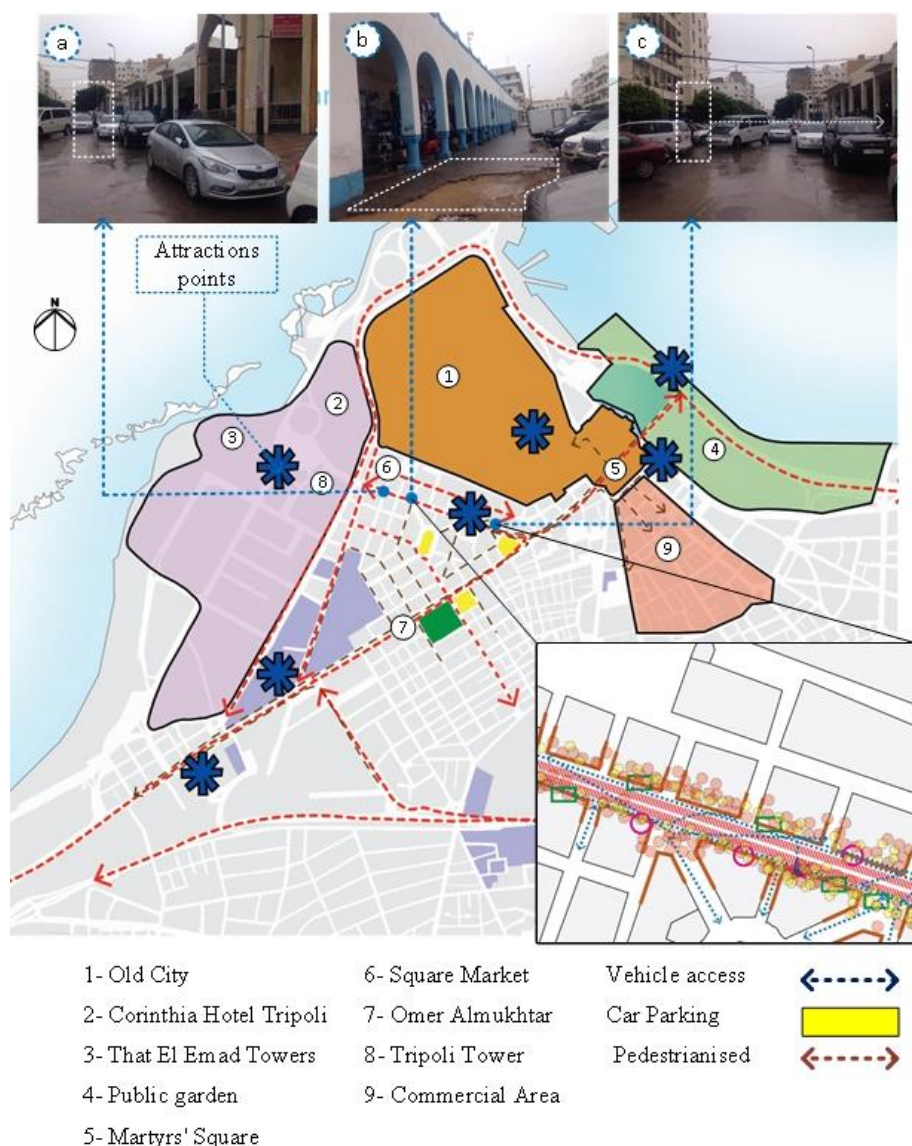 a
b
c
Attractions
points
N
1
2
3
4
5
6
7
8
9
1- Old City
2- Corinthia Hotel Tripoli
3- That El Emad Towers
4- Public garden
5- Martyrs' Square
6- Square Market
7- Omer Almukhtar
8- Tripoli Tower
9- Commercial Area
Vehicle access
Car Parking
Pedestrianised